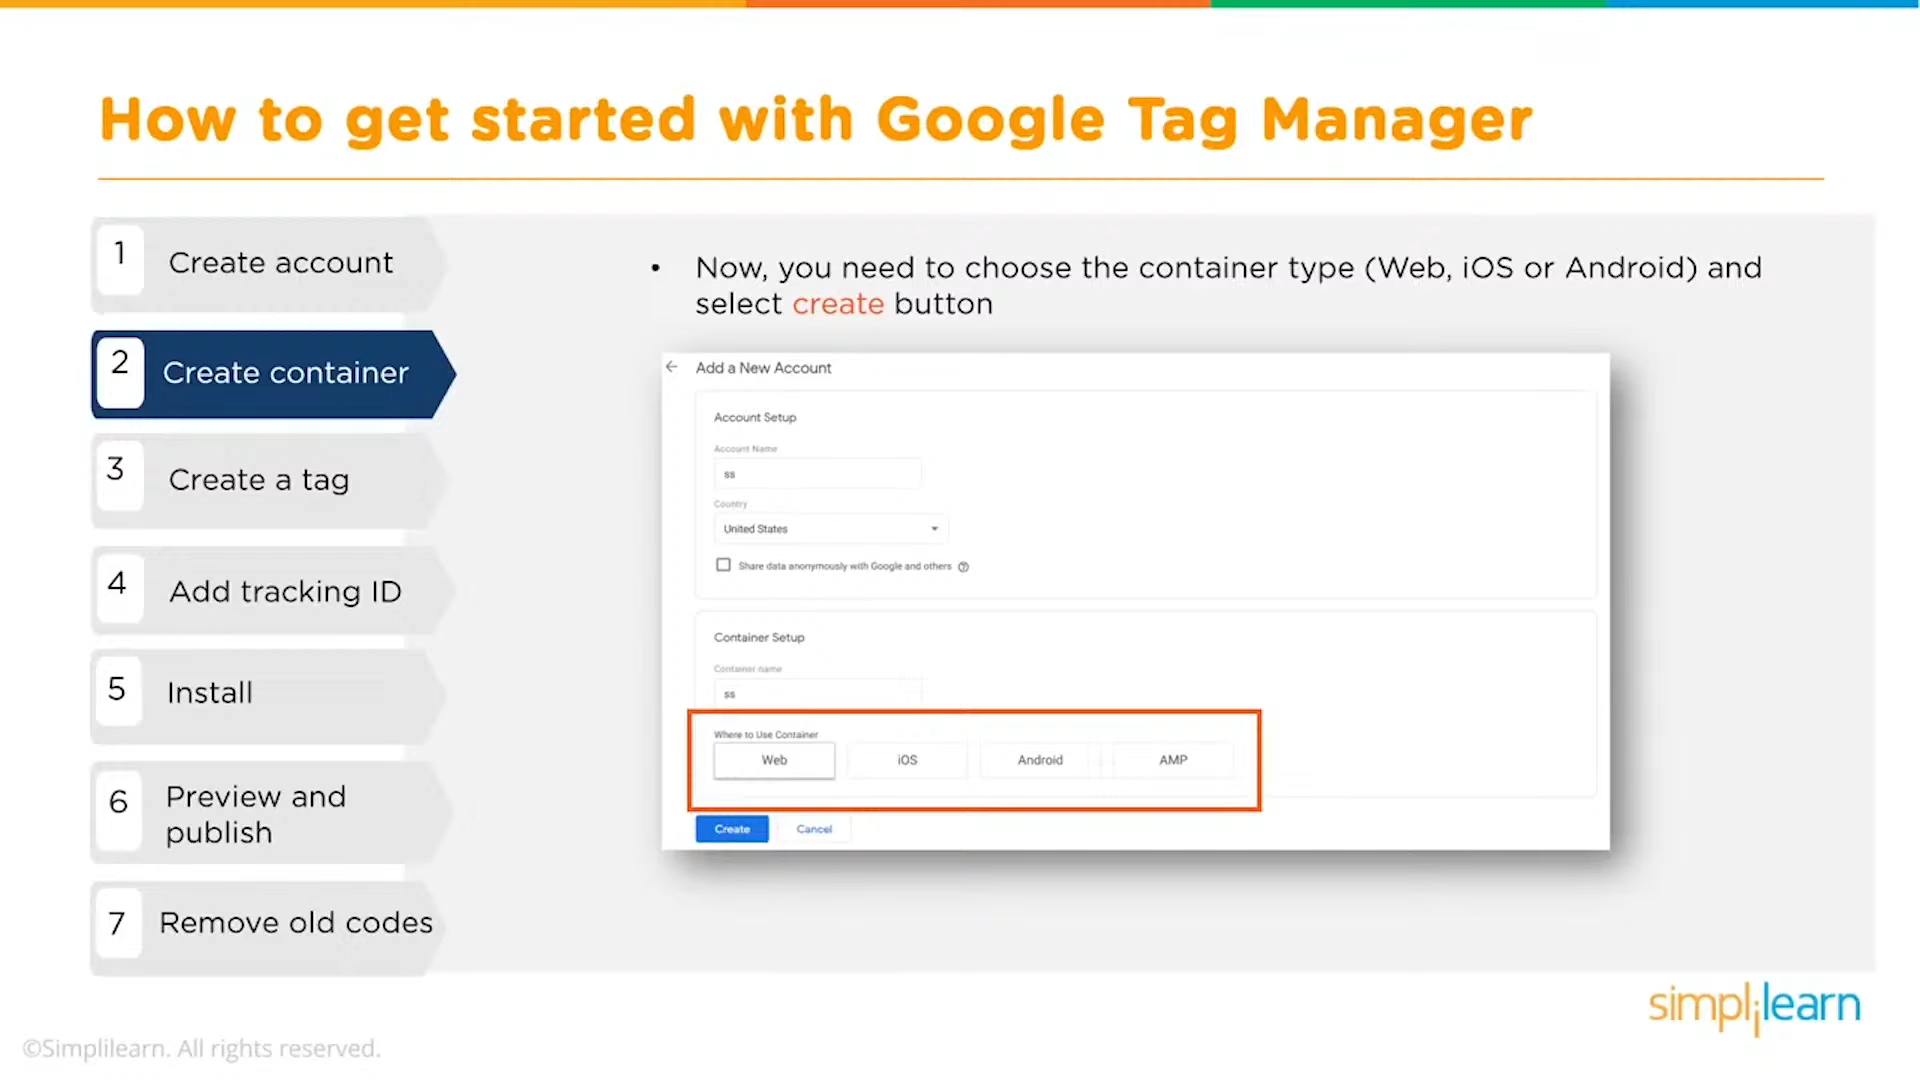 How to get started with Google Tag Manager
1
Create account
2
Create container
3
Create a tag
4
Add tracking ID
5
Install
6
Preview and
publish
7
Remove old codes
• Now, you need to choose the container type (Web, iOS or Android) and
select create button
Add a New Account
Account Setup
Account Name
ss
Country
United States
Share data anonymously with Google and others
Container Setup
Container name
ss
Where to Use Container
Web iOS Android AMP
Create Cancel
simplilearn
©Simplilearn. All rights reserved.